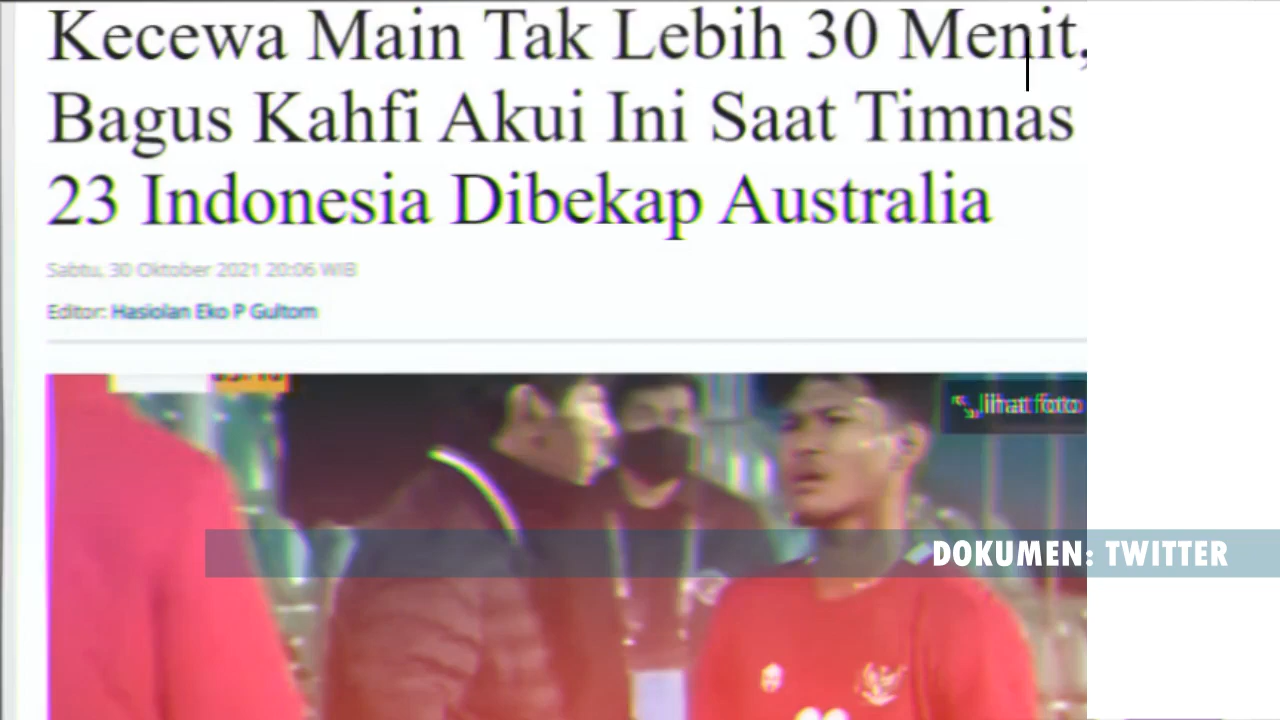 Kecewa Main Tak Lebih 30 Menit,
Bagus Kahfi Akui Ini Saat Timnas
23 Indonesia Dibekap Australia
Sabtu, 30 Oktober 2021 20:06 WIB
Editor: Hasiolan Eko P Gultom
lihat foto
DOKUMEN: TWITTER